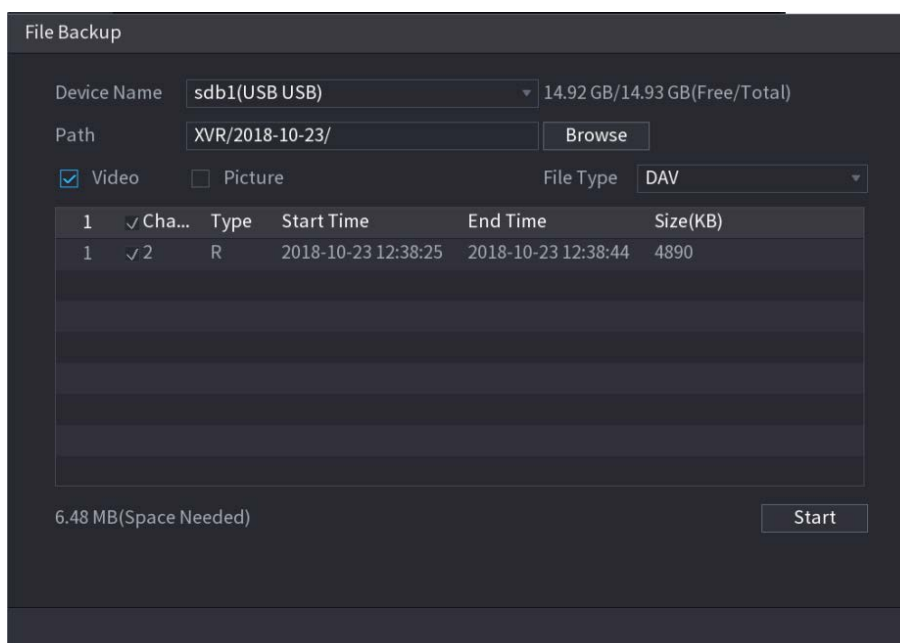 File Backup
Device Name sdb1(USB USB) 14.92 GB/14.93 GB(Free/Total)
Path XVR/2018-10-23/ Browse
Video Picture File Type DAV
1 Cha... Type Start Time End Time Size(KB)
1 2 R 2018-10-23 12:38:25 2018-10-23 12:38:44 4890
6.48 MB(Space Needed) Start